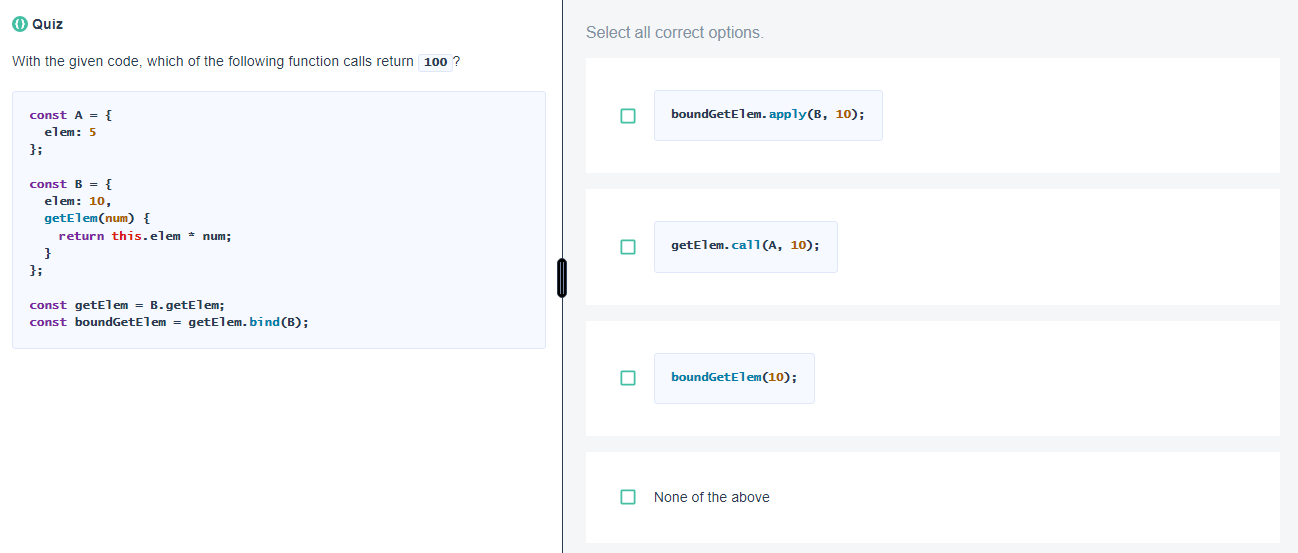 Quiz
With the given code, which of the following function calls return 100?
const A = {
  elem: 5
};

const B = {
  elem: 10,
  getElem(num) {
    return this.elem * num;
  }
};

const getElem = B.getElem;
const boundGetElem = getElem.bind(B);
Select all correct options.
boundGetElem.apply(B, 10);
getElem.call(A, 10);
boundGetElem(10);
None of the above